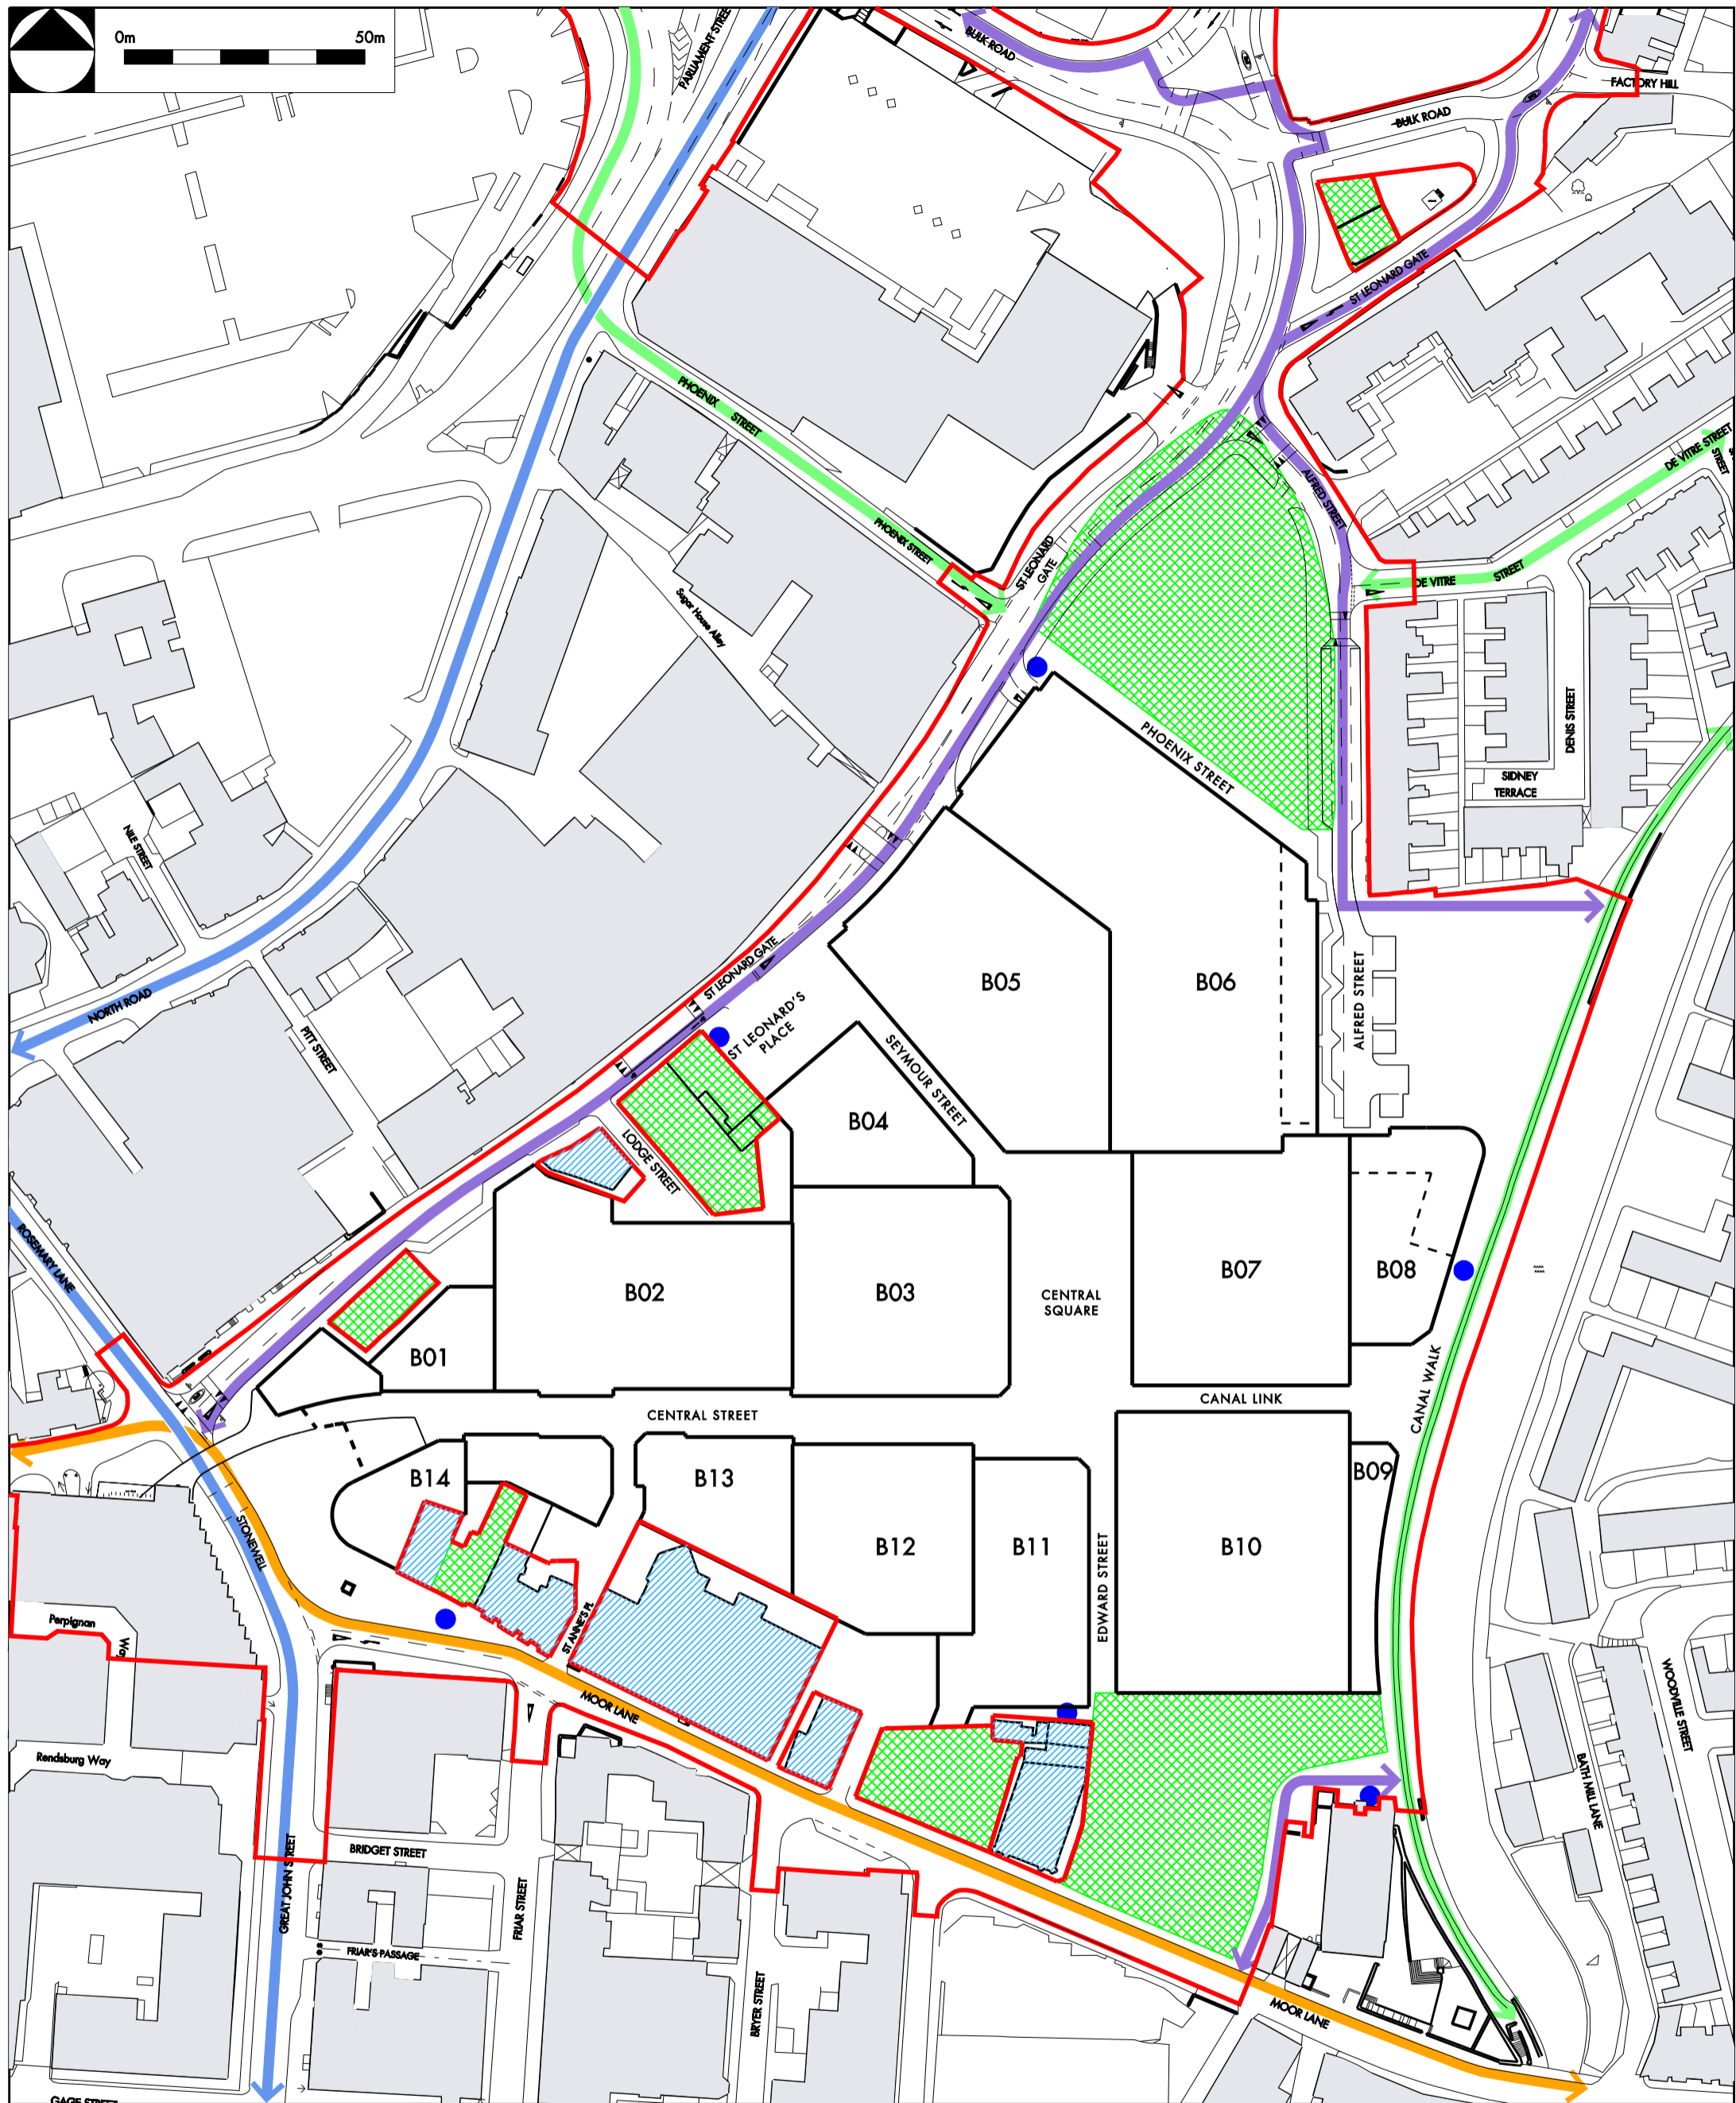 0m 50m
PARLIAMENT STREET
BULK ROAD
FACTORY HILL
BULK ROAD
ST LEONARD GATE
PHOENIX STREET
DE VITRE STREET
STREET
ALFRED STREET
PHOENIX STREET
ST LEONARD
GATE
DE VITRE STREET
Sugar House Alley
DENIS STREET
PHOENIX STREET
SIDNEY
TERRACE
NILE STREET
ST LEONARD GATE
B05
B06
NORTH ROAD
PITT STREET
ST LEONARD'S
PLACE
ALFRED STREET
SEYMOUR STREET
B04
LODGE STREET
ROSEMARY LANE
B02
B03
CENTRAL
SQUARE
B07
B08
B01
CANAL WALK
CENTRAL STREET
CANAL LINK
B14
B13
B09
STONEWELL
B12
B11
B10
EDWARD STREET
Perpignan
Way
ST ANNE'S PL
WOODVILLE STREET
MOOR LANE
Rendsburg Way
BATH MILL LANE
BRIDGET STREET
GREAT JOHN STREET
FRIAR STREET
FRIAR'S PASSAGE
BRYER STREET
MOOR LANE
GAGE STREET